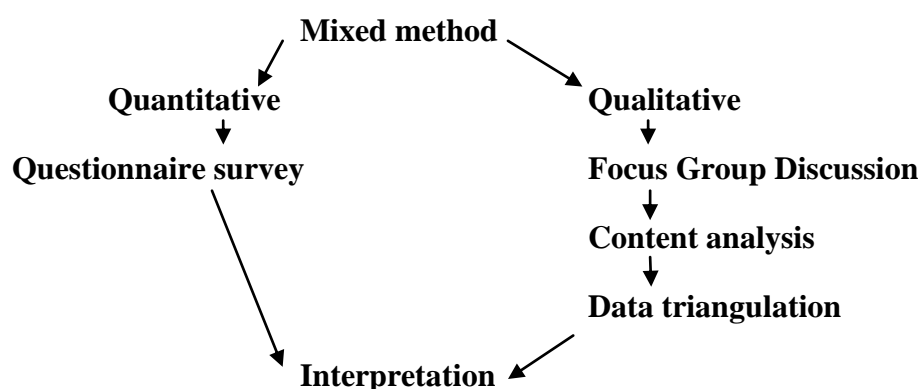 Mixed method
Quantitative
Qualitative
Questionnaire survey
Focus Group Discussion
Content analysis
Data triangulation
Interpretation